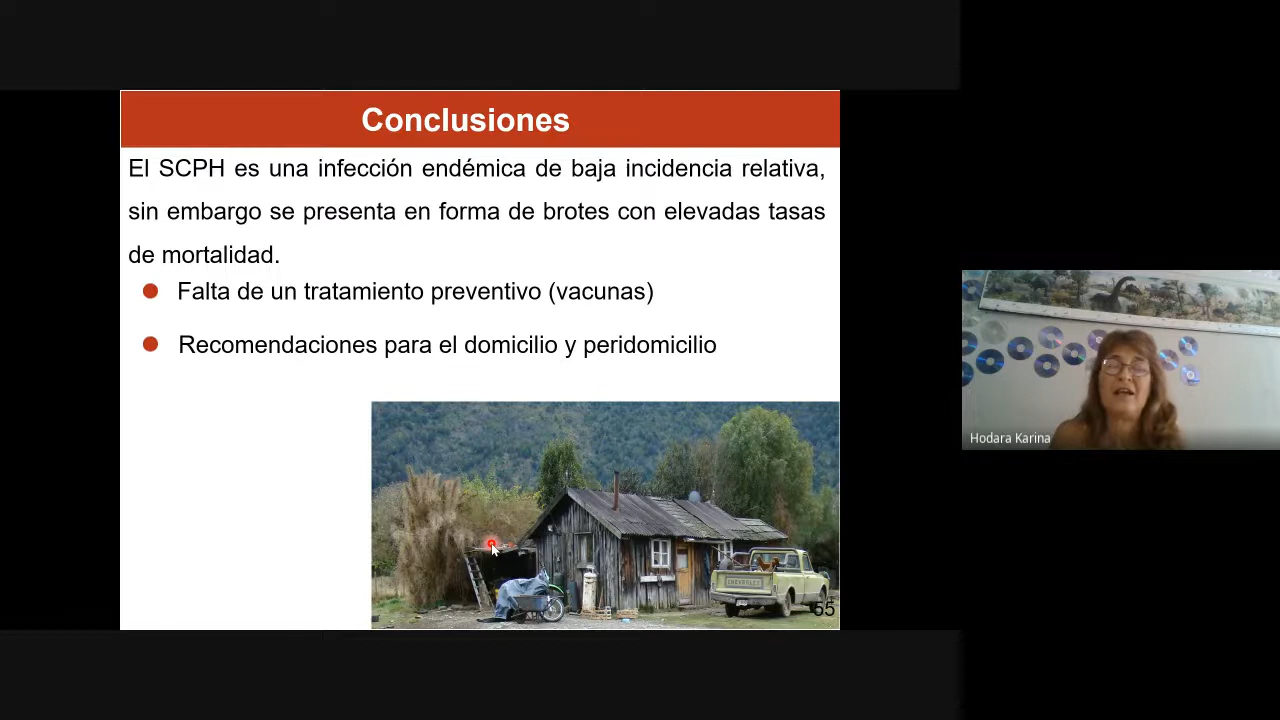 Conclusiones
El SCPH es una infección endémica de baja incidencia relativa,
sin embargo se presenta en forma de brotes con elevadas tasas
de mortalidad.
Falta de un tratamiento preventivo (vacunas)
Recomendaciones para el domicilio y peridomicilio
Hodara Karina
CHEVROLET
55